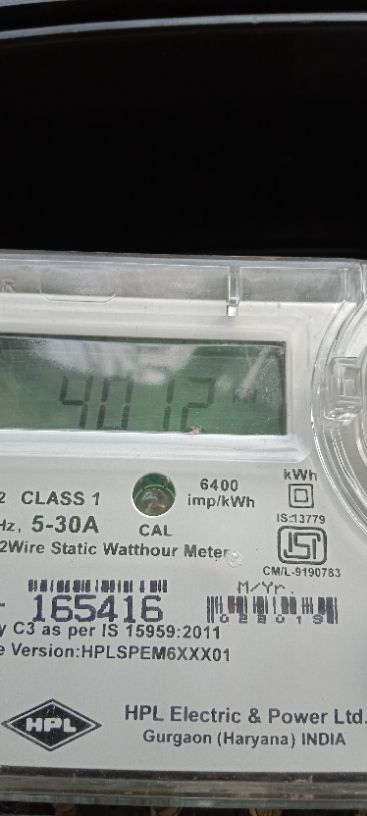 4012 kWh
2 CLASS 1
6400
imp/kWh
kWh
Hz, 5-30A
CAL
IS:13779
2Wire Static Watthour Meter
ISI
CM/L-9190783
M/Yr.
165416
y C3 as per IS 15959:2011
e Version:HPLSPEM6XXX01
HPL
HPL Electric & Power Ltd.
Gurgaon (Haryana) INDIA